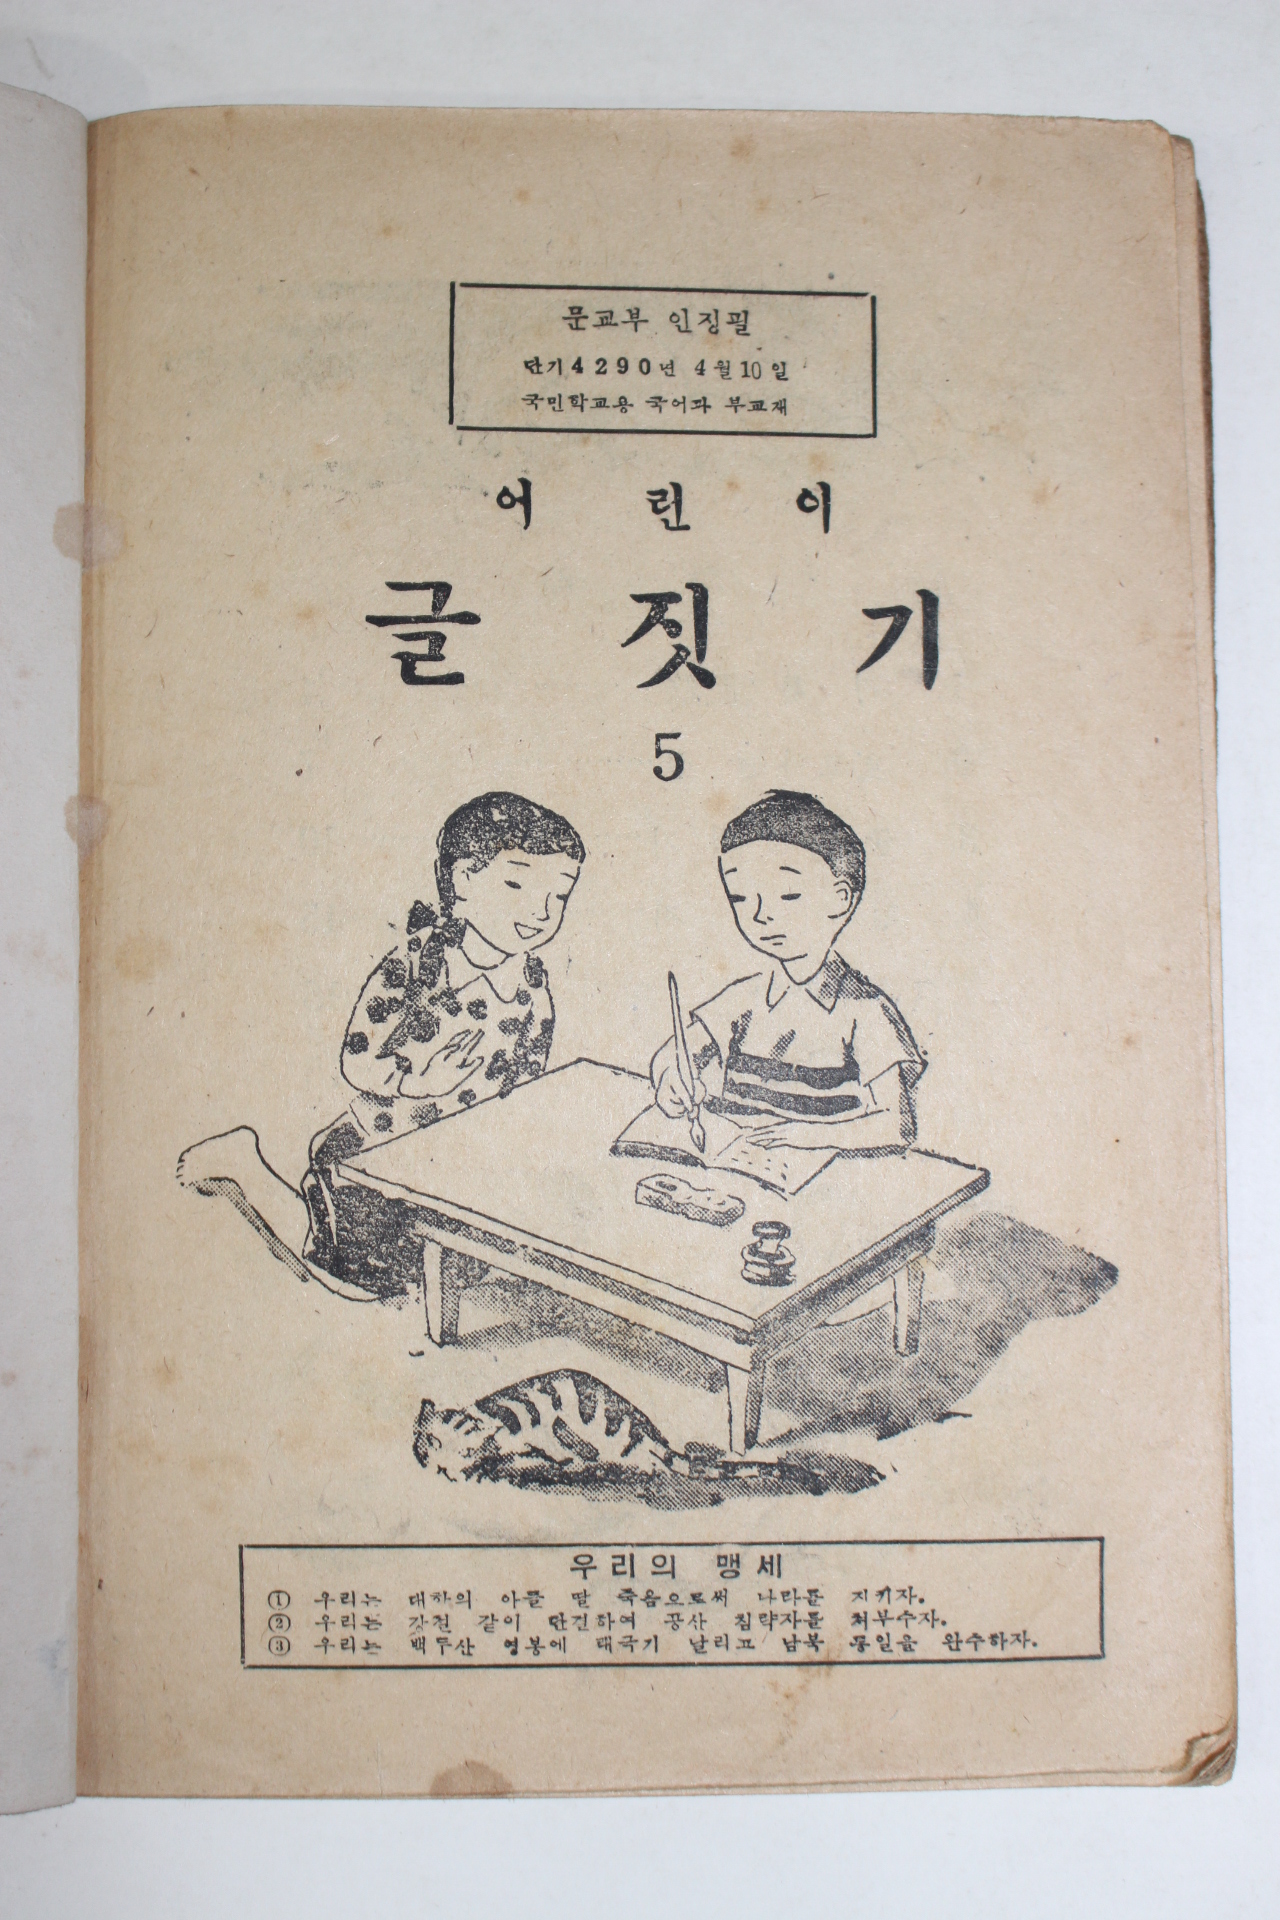 문교부 인정필
단기 4290년 4월 10일
국민학교용 국어과 부교재
어린이
글짓기
5
우리의 맹세
① 우리는 대한의 아들 딸 죽음으로써 나라를 지키자.
② 우리는 강철 같이 단결하여 공산 침략자를 쳐부수자.
③ 우리는 백두산 영봉에 태극기 날리고 남북 통일을 완수하자.